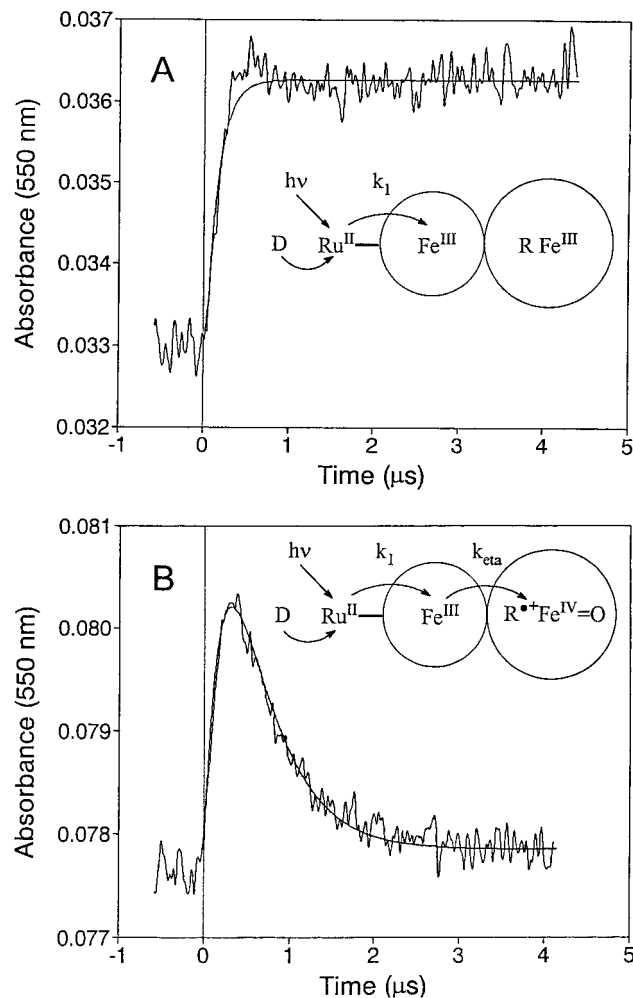 0.037
A
0.036
0.035
hν
k1
D
RuII
FeIII
R FeIII
0.034
0.033
0.032
-1
0
1
2
3
4
5
Absorbance (550 nm)
Time (μs)
0.081
B
hν
k1
keta
D
RuII
FeIII
R•+FeIV=O
0.080
0.079
0.078
0.077
-1
0
1
2
3
4
5
Absorbance (550 nm)
Time (μs)